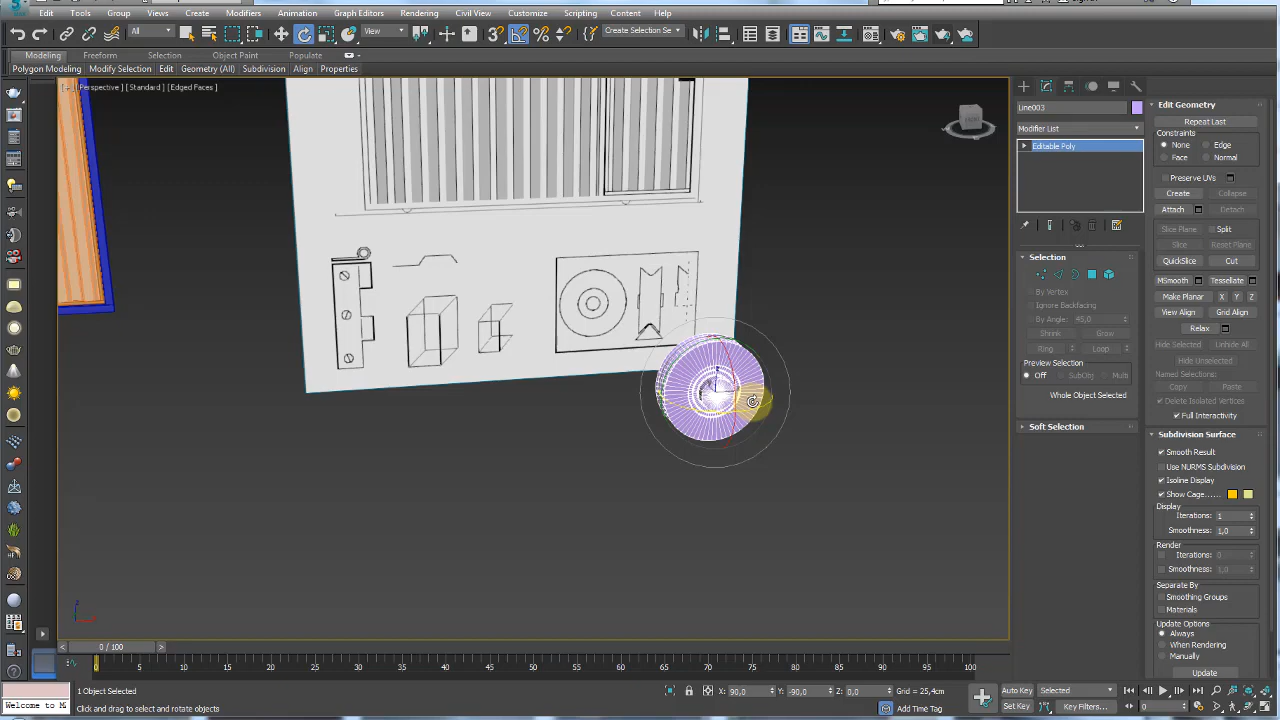 Edit Tools Group Views Create Modifiers Animation Graph Editors Rendering Civil View Customize Scripting Content Help
All View Create Selection Se
Modeling Freeform Selection Object Paint Populate
Polygon Modeling Modify Selection Edit Geometry (All) Subdivision Align Properties
Perspective ] [ Standard ] [ Edged Faces ]
Line003
Modifier List
Editable Poly
Selection
By Vertex
Ignore Backfacing
By Angle: 45,0
Shrink Grow
Ring Loop
Preview Selection
Off SubObj Multi
Whole Object Selected
Soft Selection
Edit Geometry
Repeat Last
Constraints
None Edge
Face Normal
Preserve UVs
Create Collapse
Attach Detach
Slice Plane Split
Slice Reset Plane
QuickSlice Cut
MSmooth Tessellate
Make Planar X Y Z
View Align Grid Align
Relax
Hide Selected Unhide All
Hide Unselected
Named Selections:
Copy Paste
Delete Isolated Vertices
Full Interactivity
Subdivision Surface
Smooth Result
Use NURMS Subdivision
Isoline Display
Show Cage......
Display
Iterations: 1
Smoothness: 1,0
Render
Iterations: 0
Smoothness: 1,0
Separate By
Smoothing Groups
Materials
Update Options
Always
When Rendering
Manually
Update
< 0 / 100 >
0 5 10 15 20 25 30 35 40 45 50 55 60 65 70 75 80 85 90 95 100
1 Object Selected X: 90,0 Y: -90,0 Z: 0,0 Grid = 25,4cm Auto Key Selected
Welcome to M Click and drag to select and rotate objects Add Time Tag Set Key Key Filters... 0